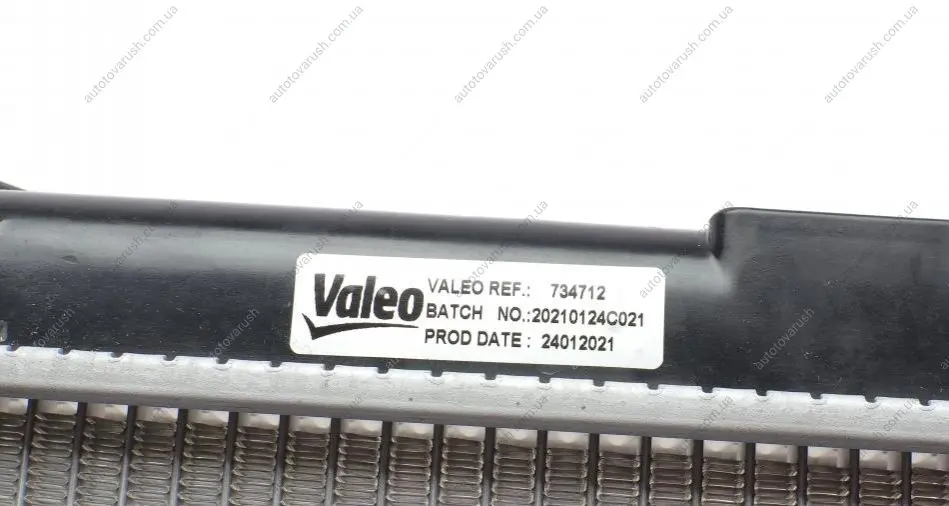 Valeo
VALEO REF.: 734712
BATCH NO.:20210124C021
PROD DATE : 24012021
autotovarush.com.ua